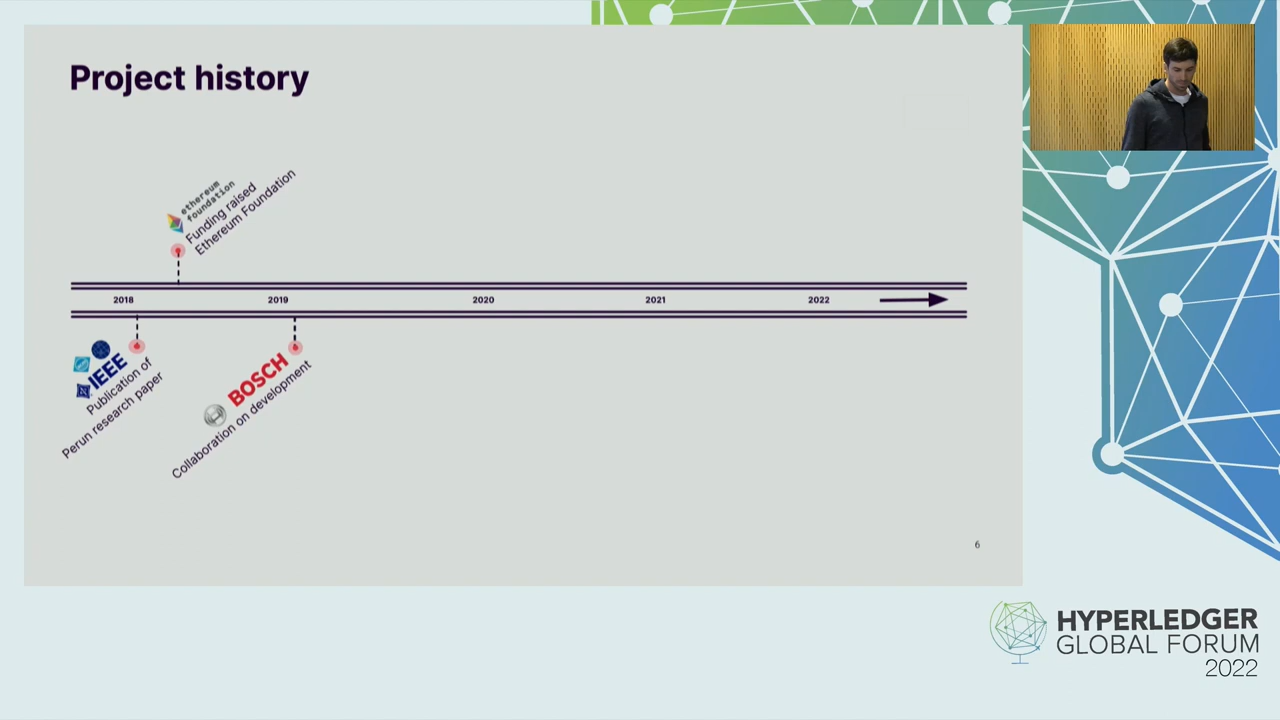 Project history
ethereum
foundation
Funding raised
Ethereum Foundation
2018
2019
2020
2021
2022
IEEE
Publication of
Perun research paper
BOSCH
Collaboration on development
6
HYPERLEDGER
GLOBAL FORUM
2022